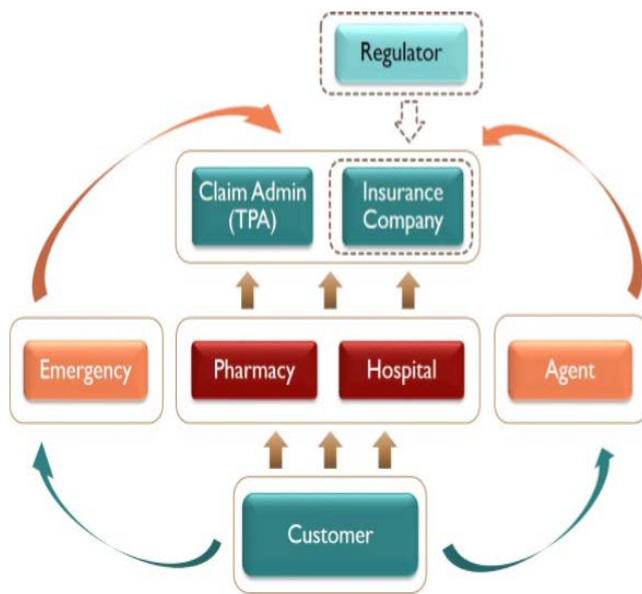 Regulator
Claim Admin
(TPA)
Insurance
Company
Emergency
Pharmacy
Hospital
Agent
Customer